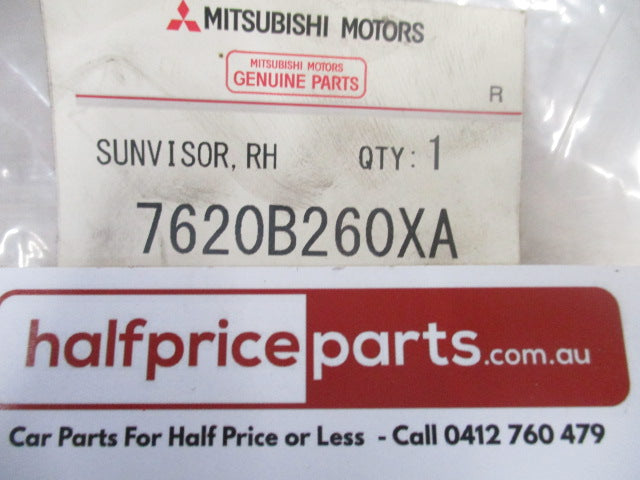 MITSUBISHI MOTORS
MITSUBISHI MOTORS
GENUINE PARTS
R
SUNVISOR, RH QTY: 1
7620B260XA
halfpriceparts.com.au
Car Parts For Half Price or Less - Call 0412 760 479